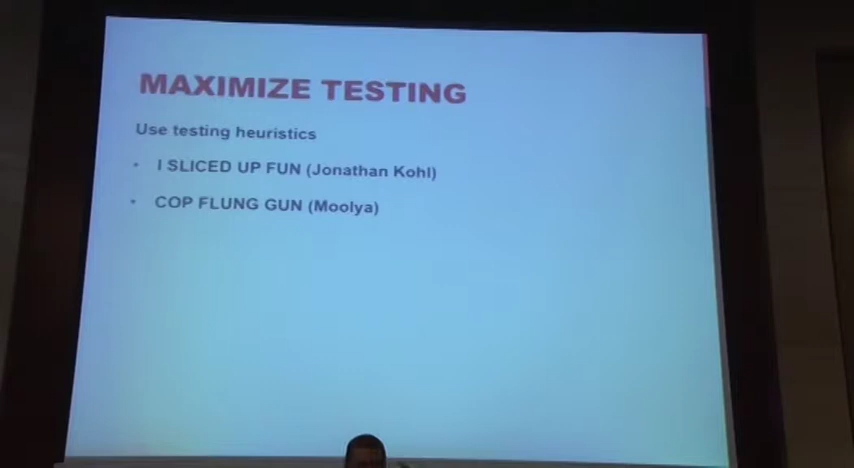 MAXIMIZE TESTING
Use testing heuristics
• I SLICED UP FUN (Jonathan Kohl)
• COP FLUNG GUN (Moolya)